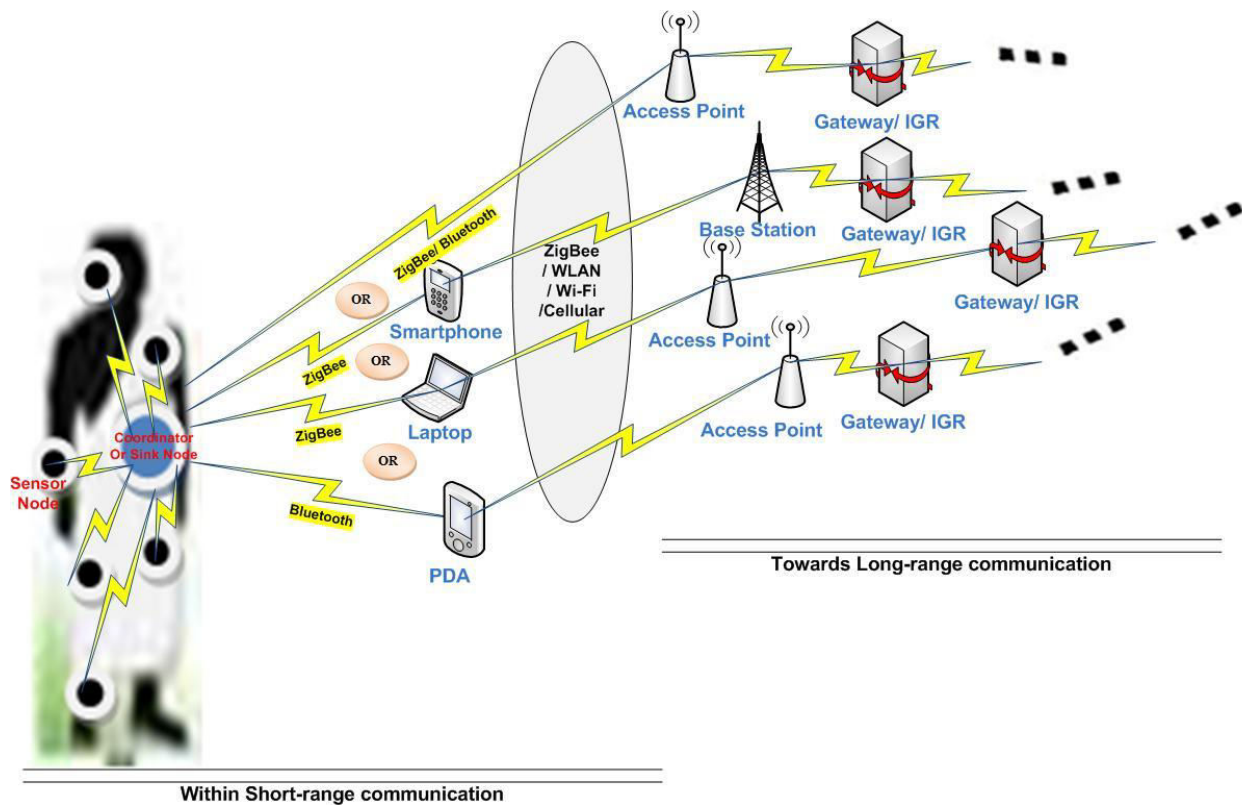 Access Point
Gateway/ IGR
Base Station
Gateway/ IGR
ZigBee/ Bluetooth
ZigBee
/ WLAN
/ Wi-Fi
/Cellular
OR
Smartphone
Gateway/ IGR
Access Point
ZigBee
OR
Laptop
ZigBee
Access Point
Gateway/ IGR
Coordinator
Or Sink Node
OR
Sensor
Node
Bluetooth
PDA
Towards Long-range communication
Within Short-range communication